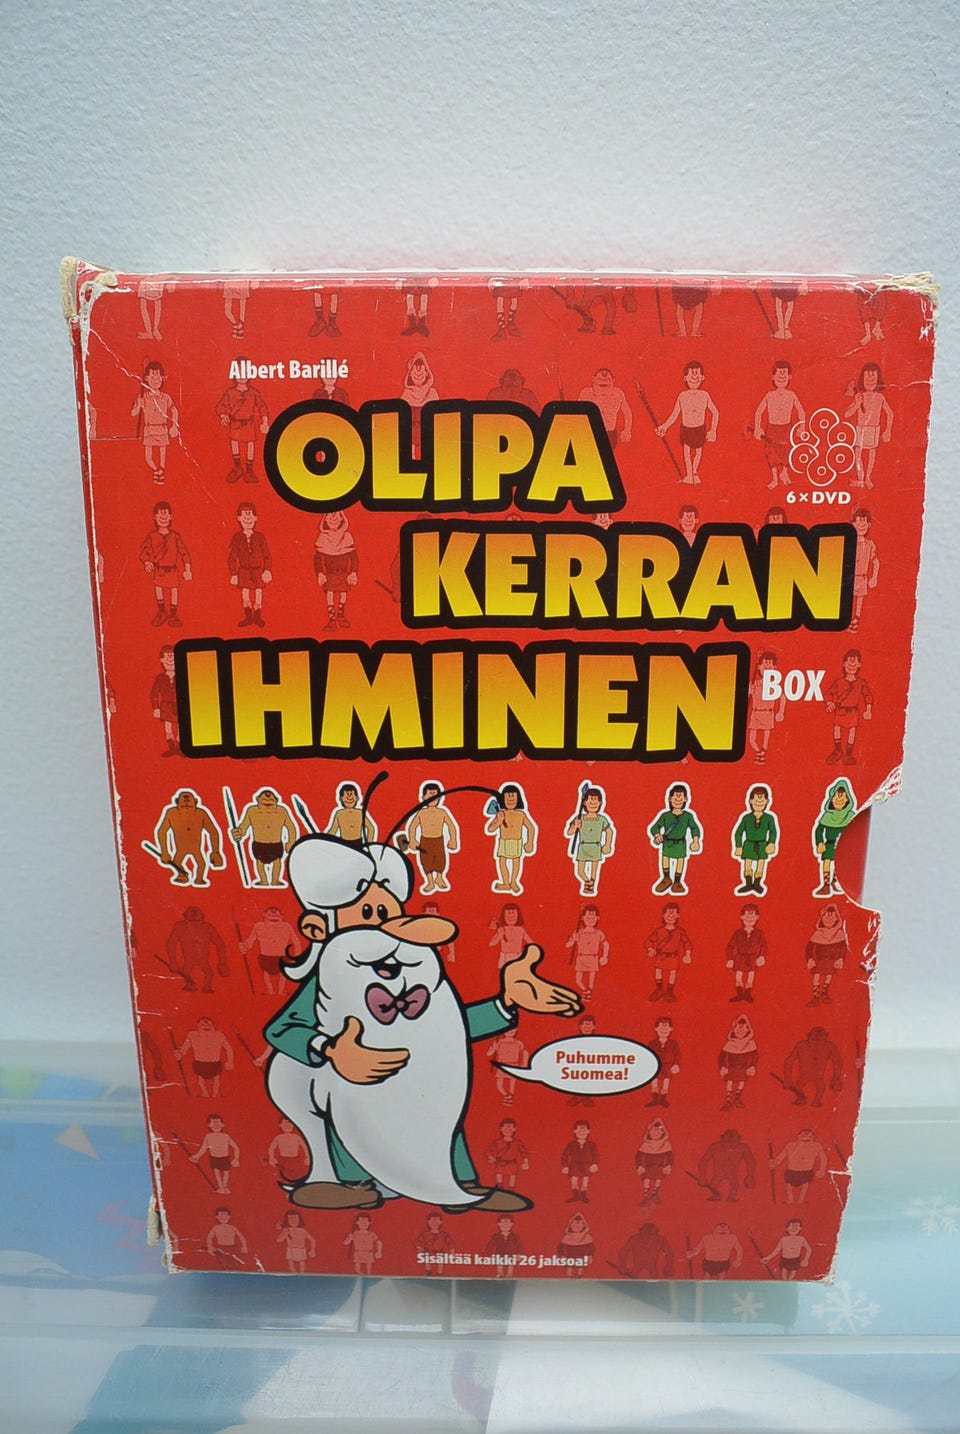 Albert Barillé
OLIPA
6×DVD
KERRAN
IHMINEN
BOX
Puhumme
Suomea!
Sisältää kaikki 26 jaksoa!